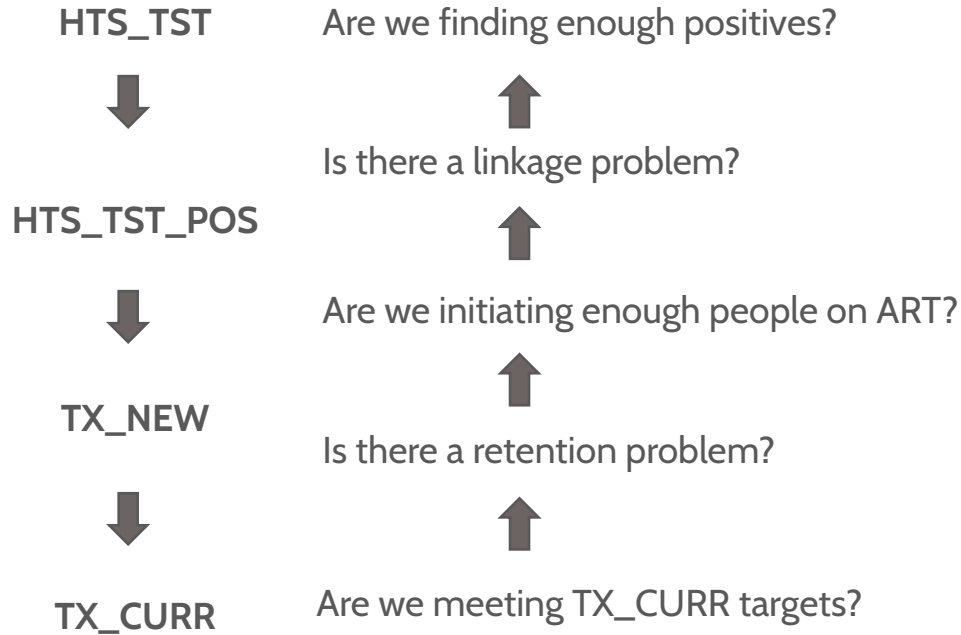 HTS_TST
Are we finding enough positives?
Is there a linkage problem?
HTS_TST_POS
Are we initiating enough people on ART?
TX_NEW
Is there a retention problem?
TX_CURR
Are we meeting TX_CURR targets?